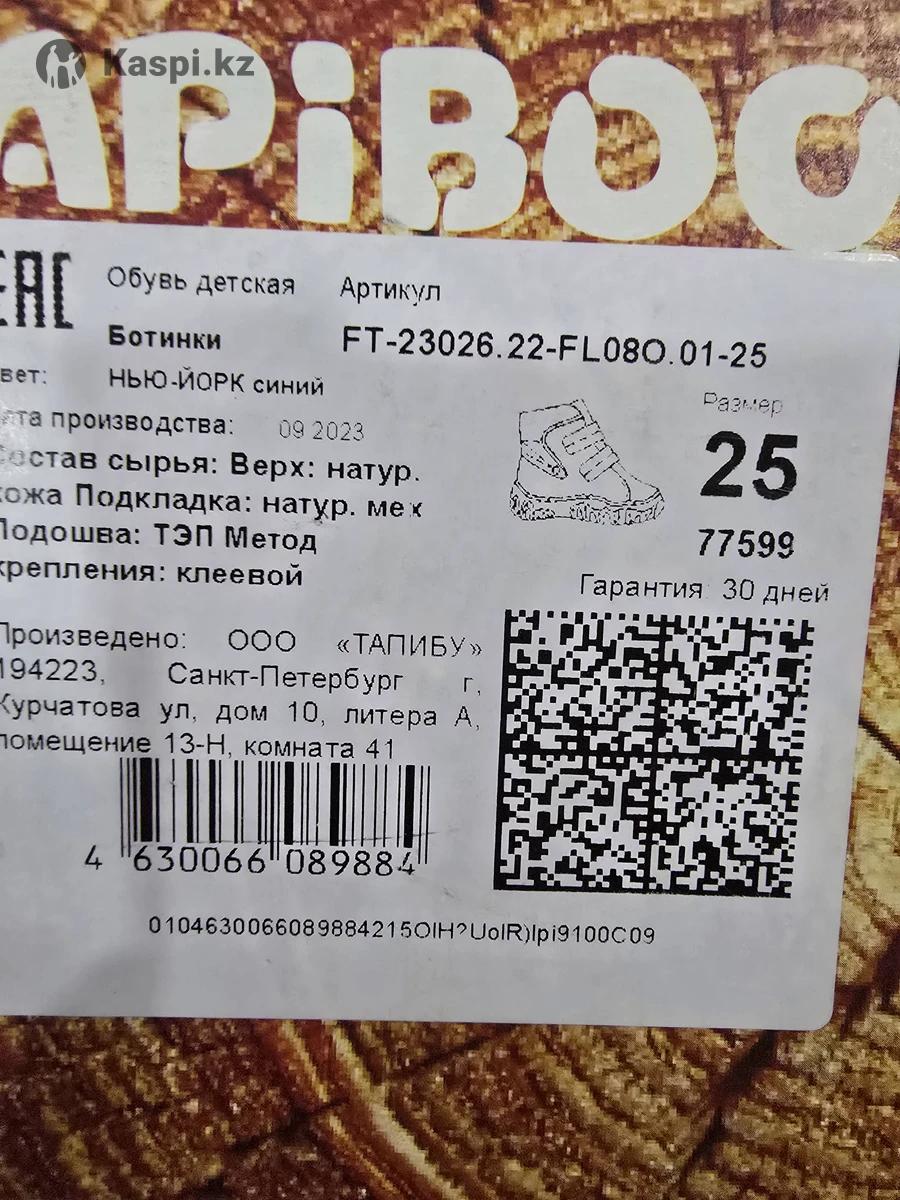 Kaspi.kz
APiBOO
EAC
Обувь детская Артикул
Ботинки FT-23026.22-FL08O.01-25
вет: НЬЮ-ЙОРК синий
та производства: 09 2023
Размер
25
77599
Состав сырья: Верх: натур.
кожа Подкладка: натур. мех
Подошва: ТЭП Метод
крепления: клеевой
Гарантия 30 дней
Произведено: ООО «ТАПИБУ»
194223, Санкт-Петербург г,
Курчатова ул, дом 10, литера А,
помещение 13-Н, комната 41
4 630066 089884
0104630066089884215OIH?UoIR)Ipi9100C09